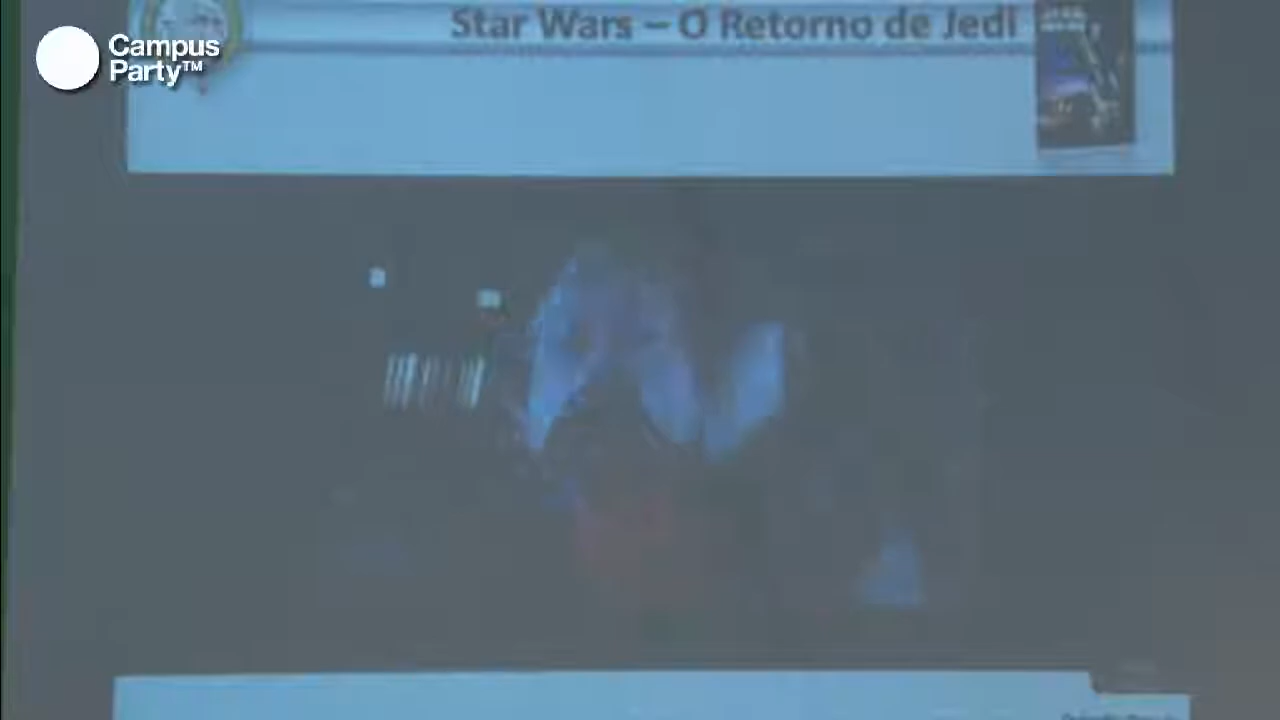 Star Wars – O Retorno de Jedi
Campus
Party™